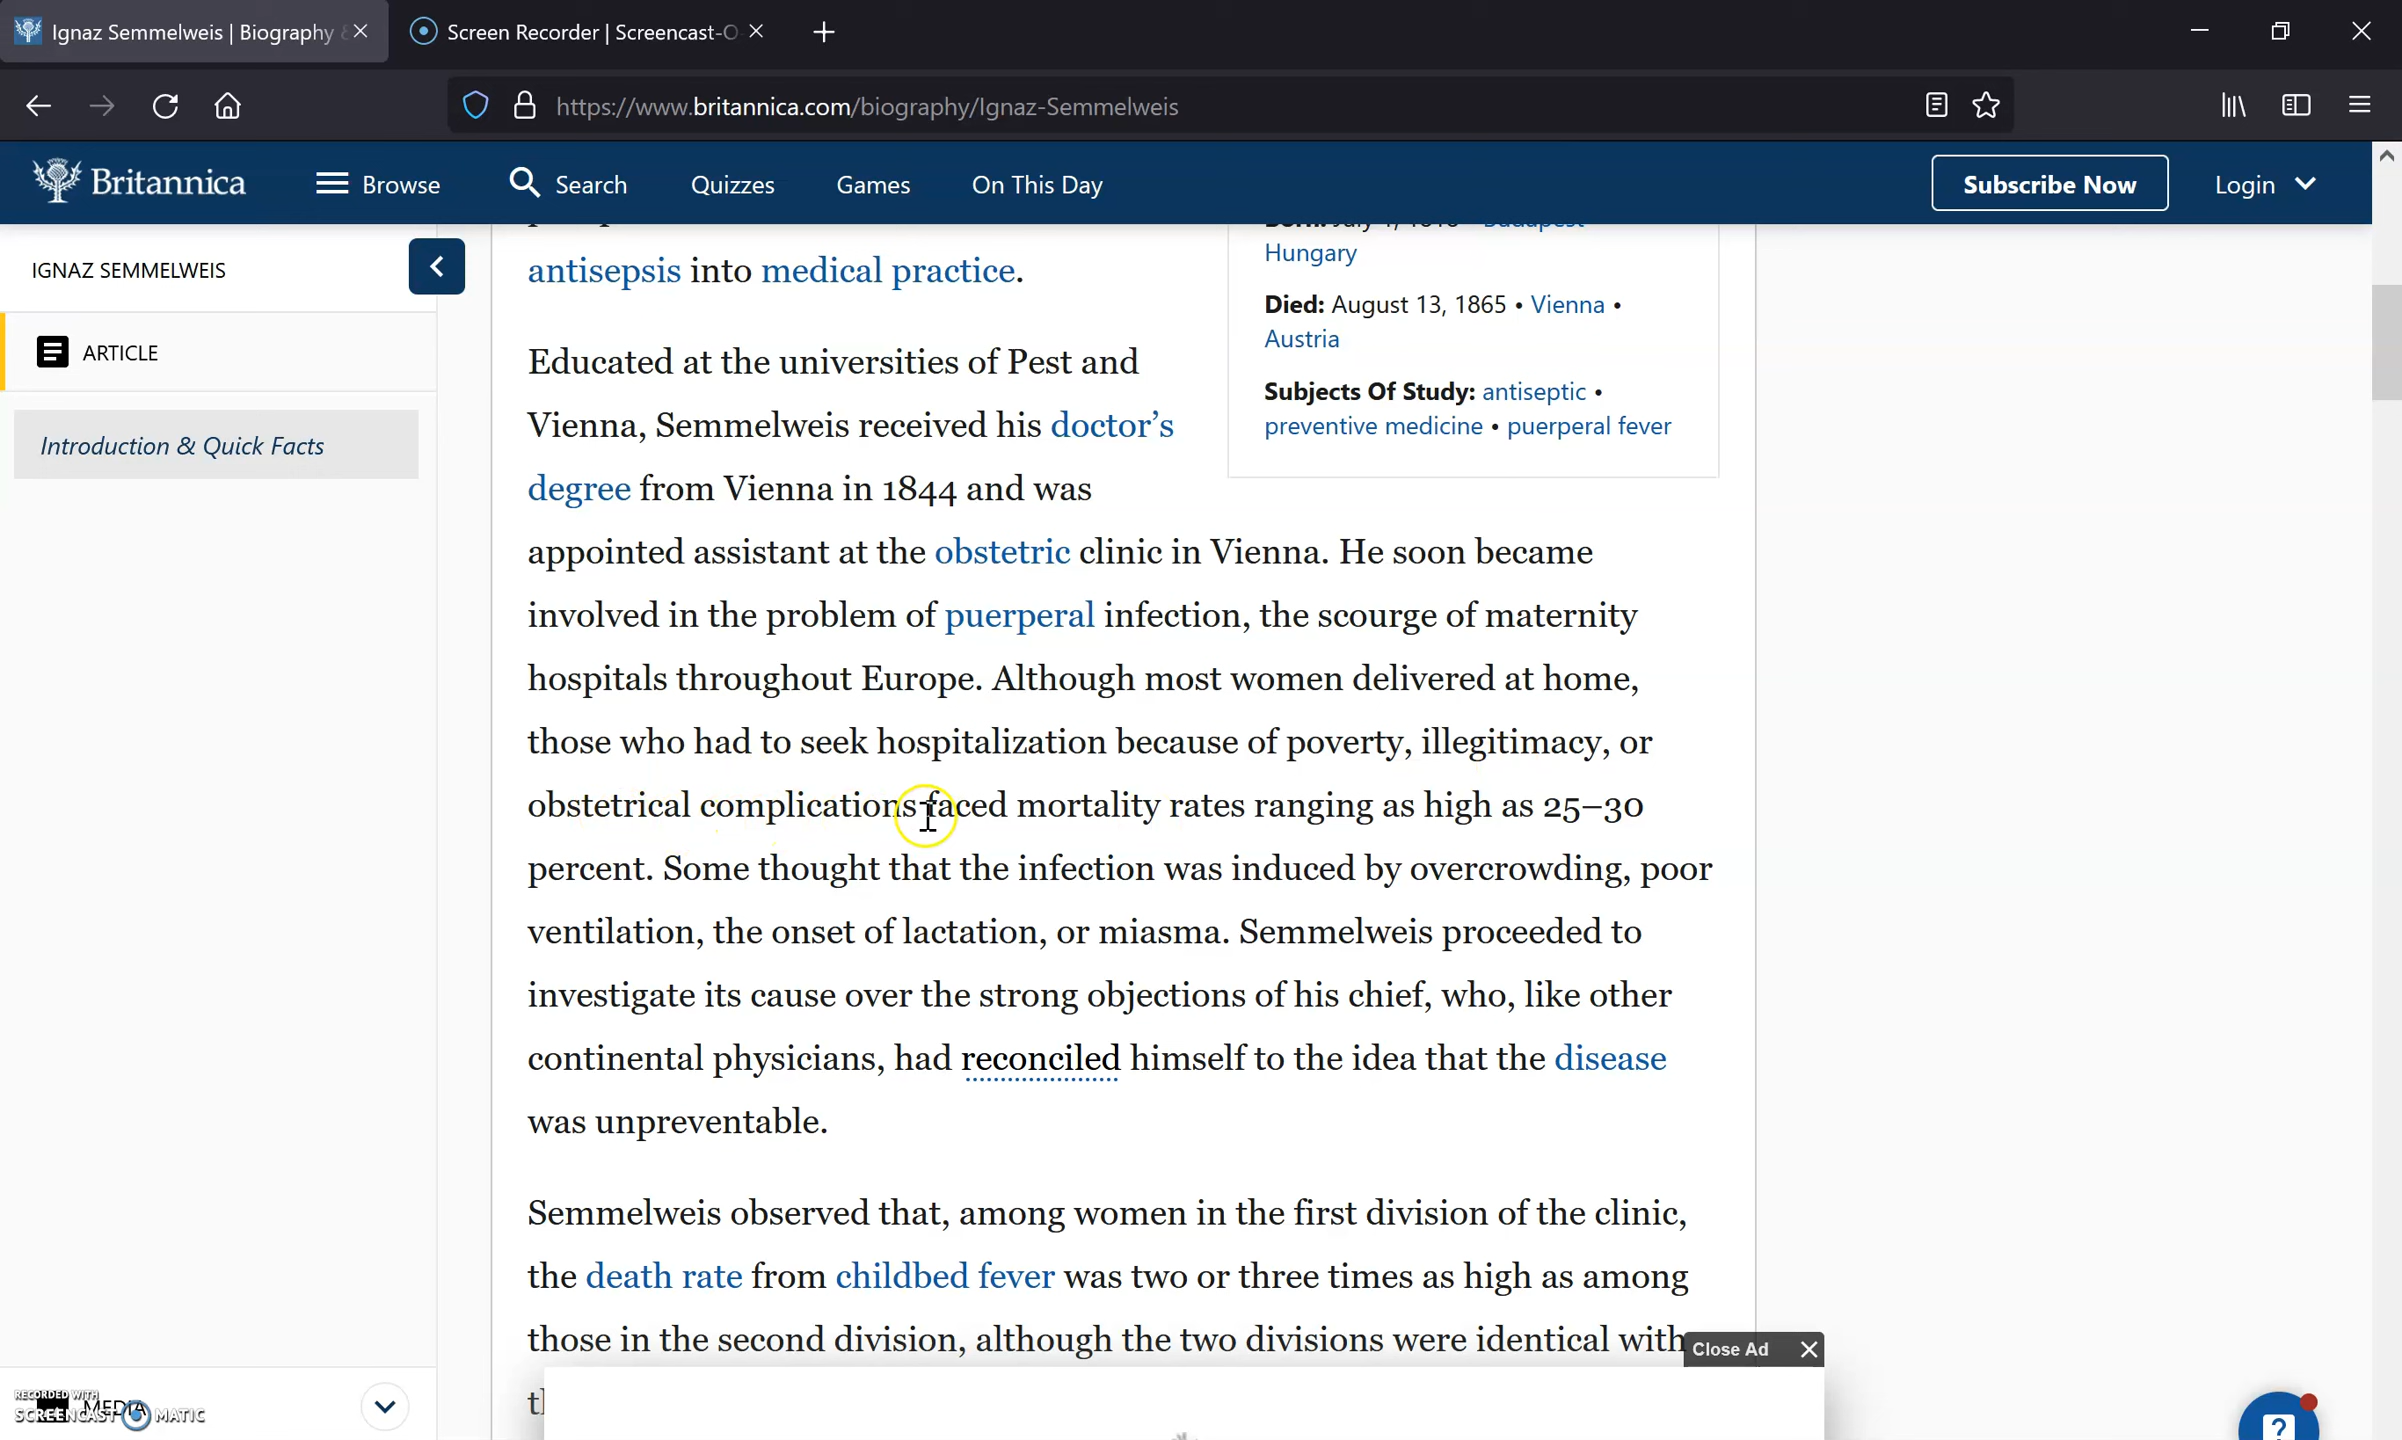 Ignaz Semmelweis | Biography &
Screen Recorder | Screencast-O-
https://www.britannica.com/biography/Ignaz-Semmelweis
Britannica
Browse
Search
Quizzes
Games
On This Day
Subscribe Now
Login
IGNAZ SEMMELWEIS
ARTICLE
Introduction & Quick Facts
MEDIA
RECORDED WITH
SCREENCAST MATIC
antisepsis into medical practice.
Educated at the universities of Pest and
Vienna, Semmelweis received his doctor’s
degree from Vienna in 1844 and was
appointed assistant at the obstetric clinic in Vienna. He soon became
involved in the problem of puerperal infection, the scourge of maternity
hospitals throughout Europe. Although most women delivered at home,
those who had to seek hospitalization because of poverty, illegitimacy, or
obstetrical complications faced mortality rates ranging as high as 25–30
percent. Some thought that the infection was induced by overcrowding, poor
ventilation, the onset of lactation, or miasma. Semmelweis proceeded to
investigate its cause over the strong objections of his chief, who, like other
continental physicians, had reconciled himself to the idea that the disease
was unpreventable.
Semmelweis observed that, among women in the first division of the clinic,
the death rate from childbed fever was two or three times as high as among
those in the second division, although the two divisions were identical with
Hungary
Died: August 13, 1865 • Vienna •
Austria
Subjects Of Study: antiseptic •
preventive medicine • puerperal fever
Close Ad
?